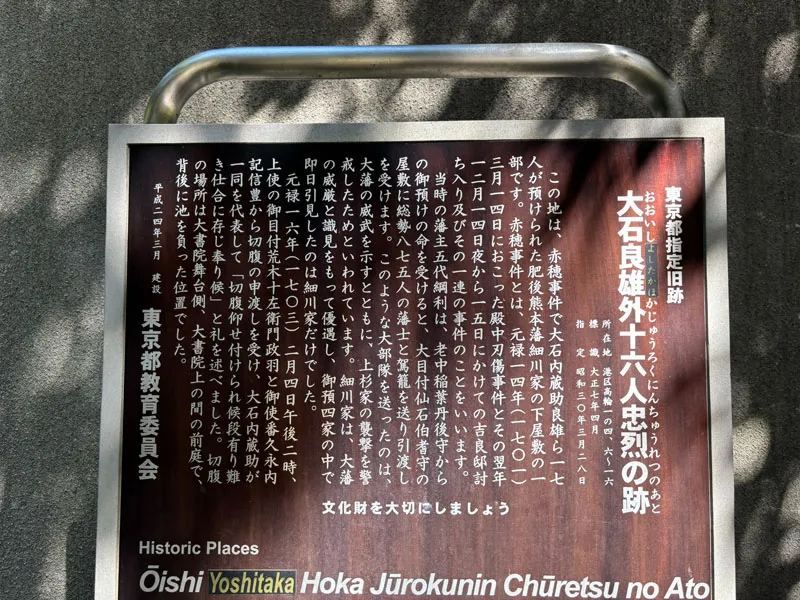 東京都指定旧跡
おおいしよしたかほかじゅうろくにんちゅうれつのあと
大石良雄外十六人忠烈の跡
所在地 港区高輪一の四、六~一六
標識 大正七年四月
指定 昭和三〇年三月二八日
この地は、赤穂事件で大石内蔵助良雄ら一七
人が預けられた肥後熊本藩細川家の下屋敷の一
部です。赤穂事件とは、元禄一四年(一七〇一)
三月一四日におこった殿中刃傷事件とその翌年
一二月一四日夜から一五日にかけての吉良邸討
ち入り及びその一連の事件のことをいいます。
当時の藩主五代綱利は、老中稲葉丹後守から
の御預けの命を受けると、大目付仙石伯耆守の
屋敷に総勢八七五人の藩士と駕籠を送り引渡し
を受けます。このような大部隊を送ったのは、
大藩の威武を示すとともに、上杉家の襲撃を警
戒したためといわれています。細川家は、大藩
の威厳と識見をもって優遇し、御預四家の中で
即日引見したのは細川家だけでした。
元禄一六年(一七〇三)二月四日午後二時、
上使の御目付荒木十左衛門政羽と御使番久永内
記信豊から切腹の申渡しを受け、大石内蔵助が
一同を代表して、「切腹仰せ付けられ候段有り難
き仕合に存じ奉り候」と礼を述べました。切腹
の場所は大書院舞台側、大書院上の間の前庭で、
背後に池を負った位置でした。
平成二四年三月 建設
東京都教育委員会
文化財を大切にしましょう
Historic Places
Ōishi Yoshitaka Hoka Jūrokunin Chūretsu no Ato